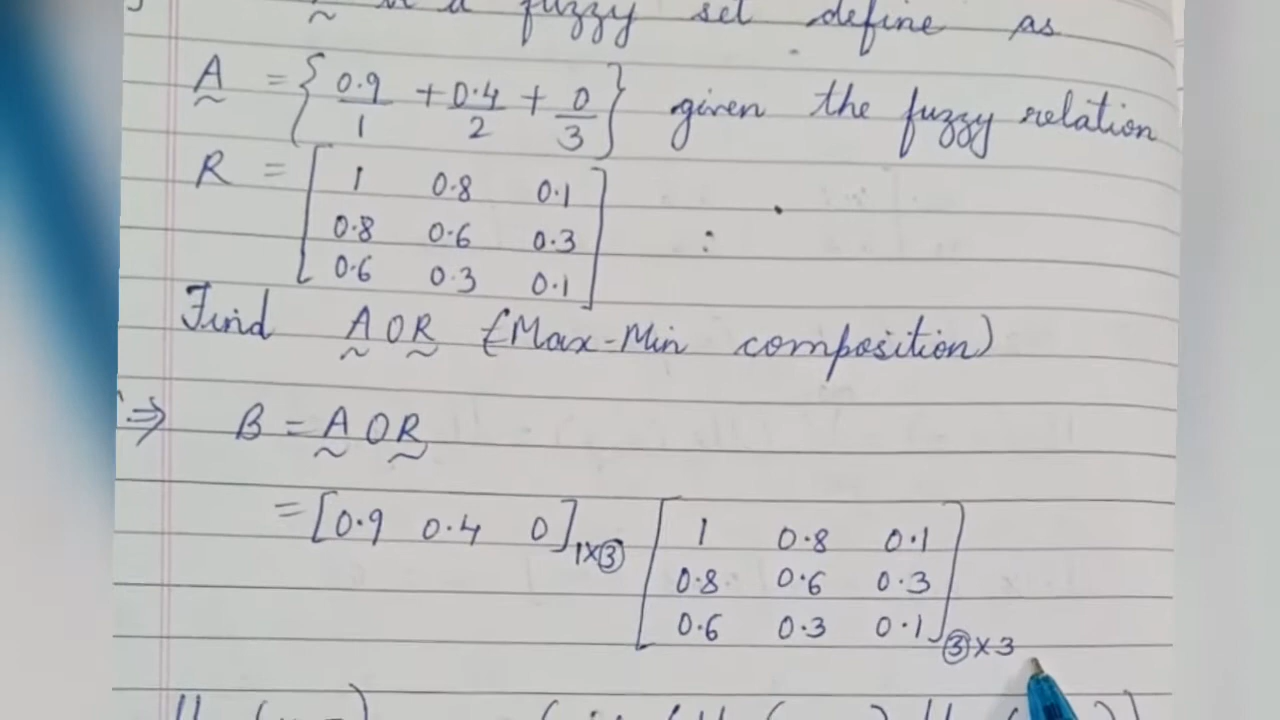 is a fuzzy set define as
A = { 0.9/1 + 0.4/2 + 0/3 } given the fuzzy relation
R = [ 1 0.8 0.1
0.8 0.6 0.3
0.6 0.3 0.1 ]
Find A O R (Max-Min composition)
⇒ B = A O R
= [0.9 0.4 0]1×③ [ 1 0.8 0.1
0.8 0.6 0.3
0.6 0.3 0.1 ]③×3